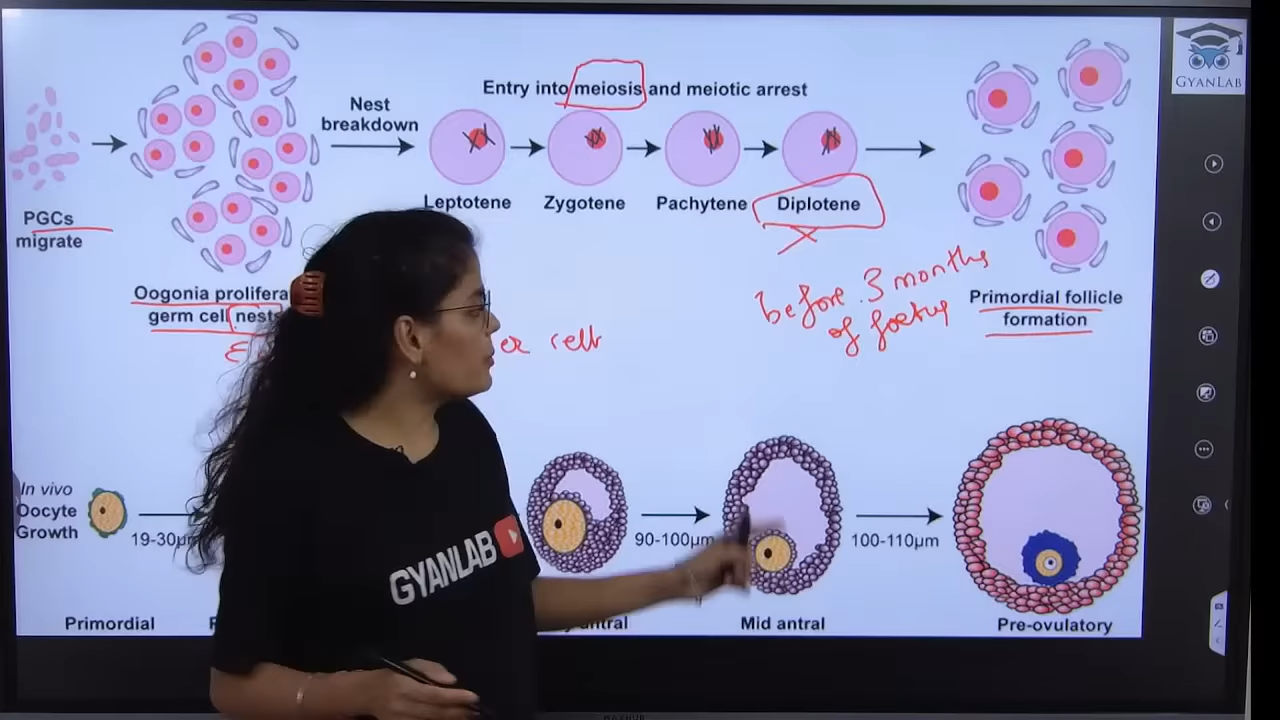 GYANLAB
Entry into meiosis and meiotic arrest
Nest
breakdown
Leptotene
Zygotene
Pachytene
Diplotene
PGCs
migrate
Oogonia
germ cell nests
er cell
before 3 months
of foetus
Primordial follicle
formation
In vivo
Oocyte
Growth
19-30µm
90-100µm
100-110µm
GYANLAB
Primordial
antral
Mid antral
Pre-ovulatory